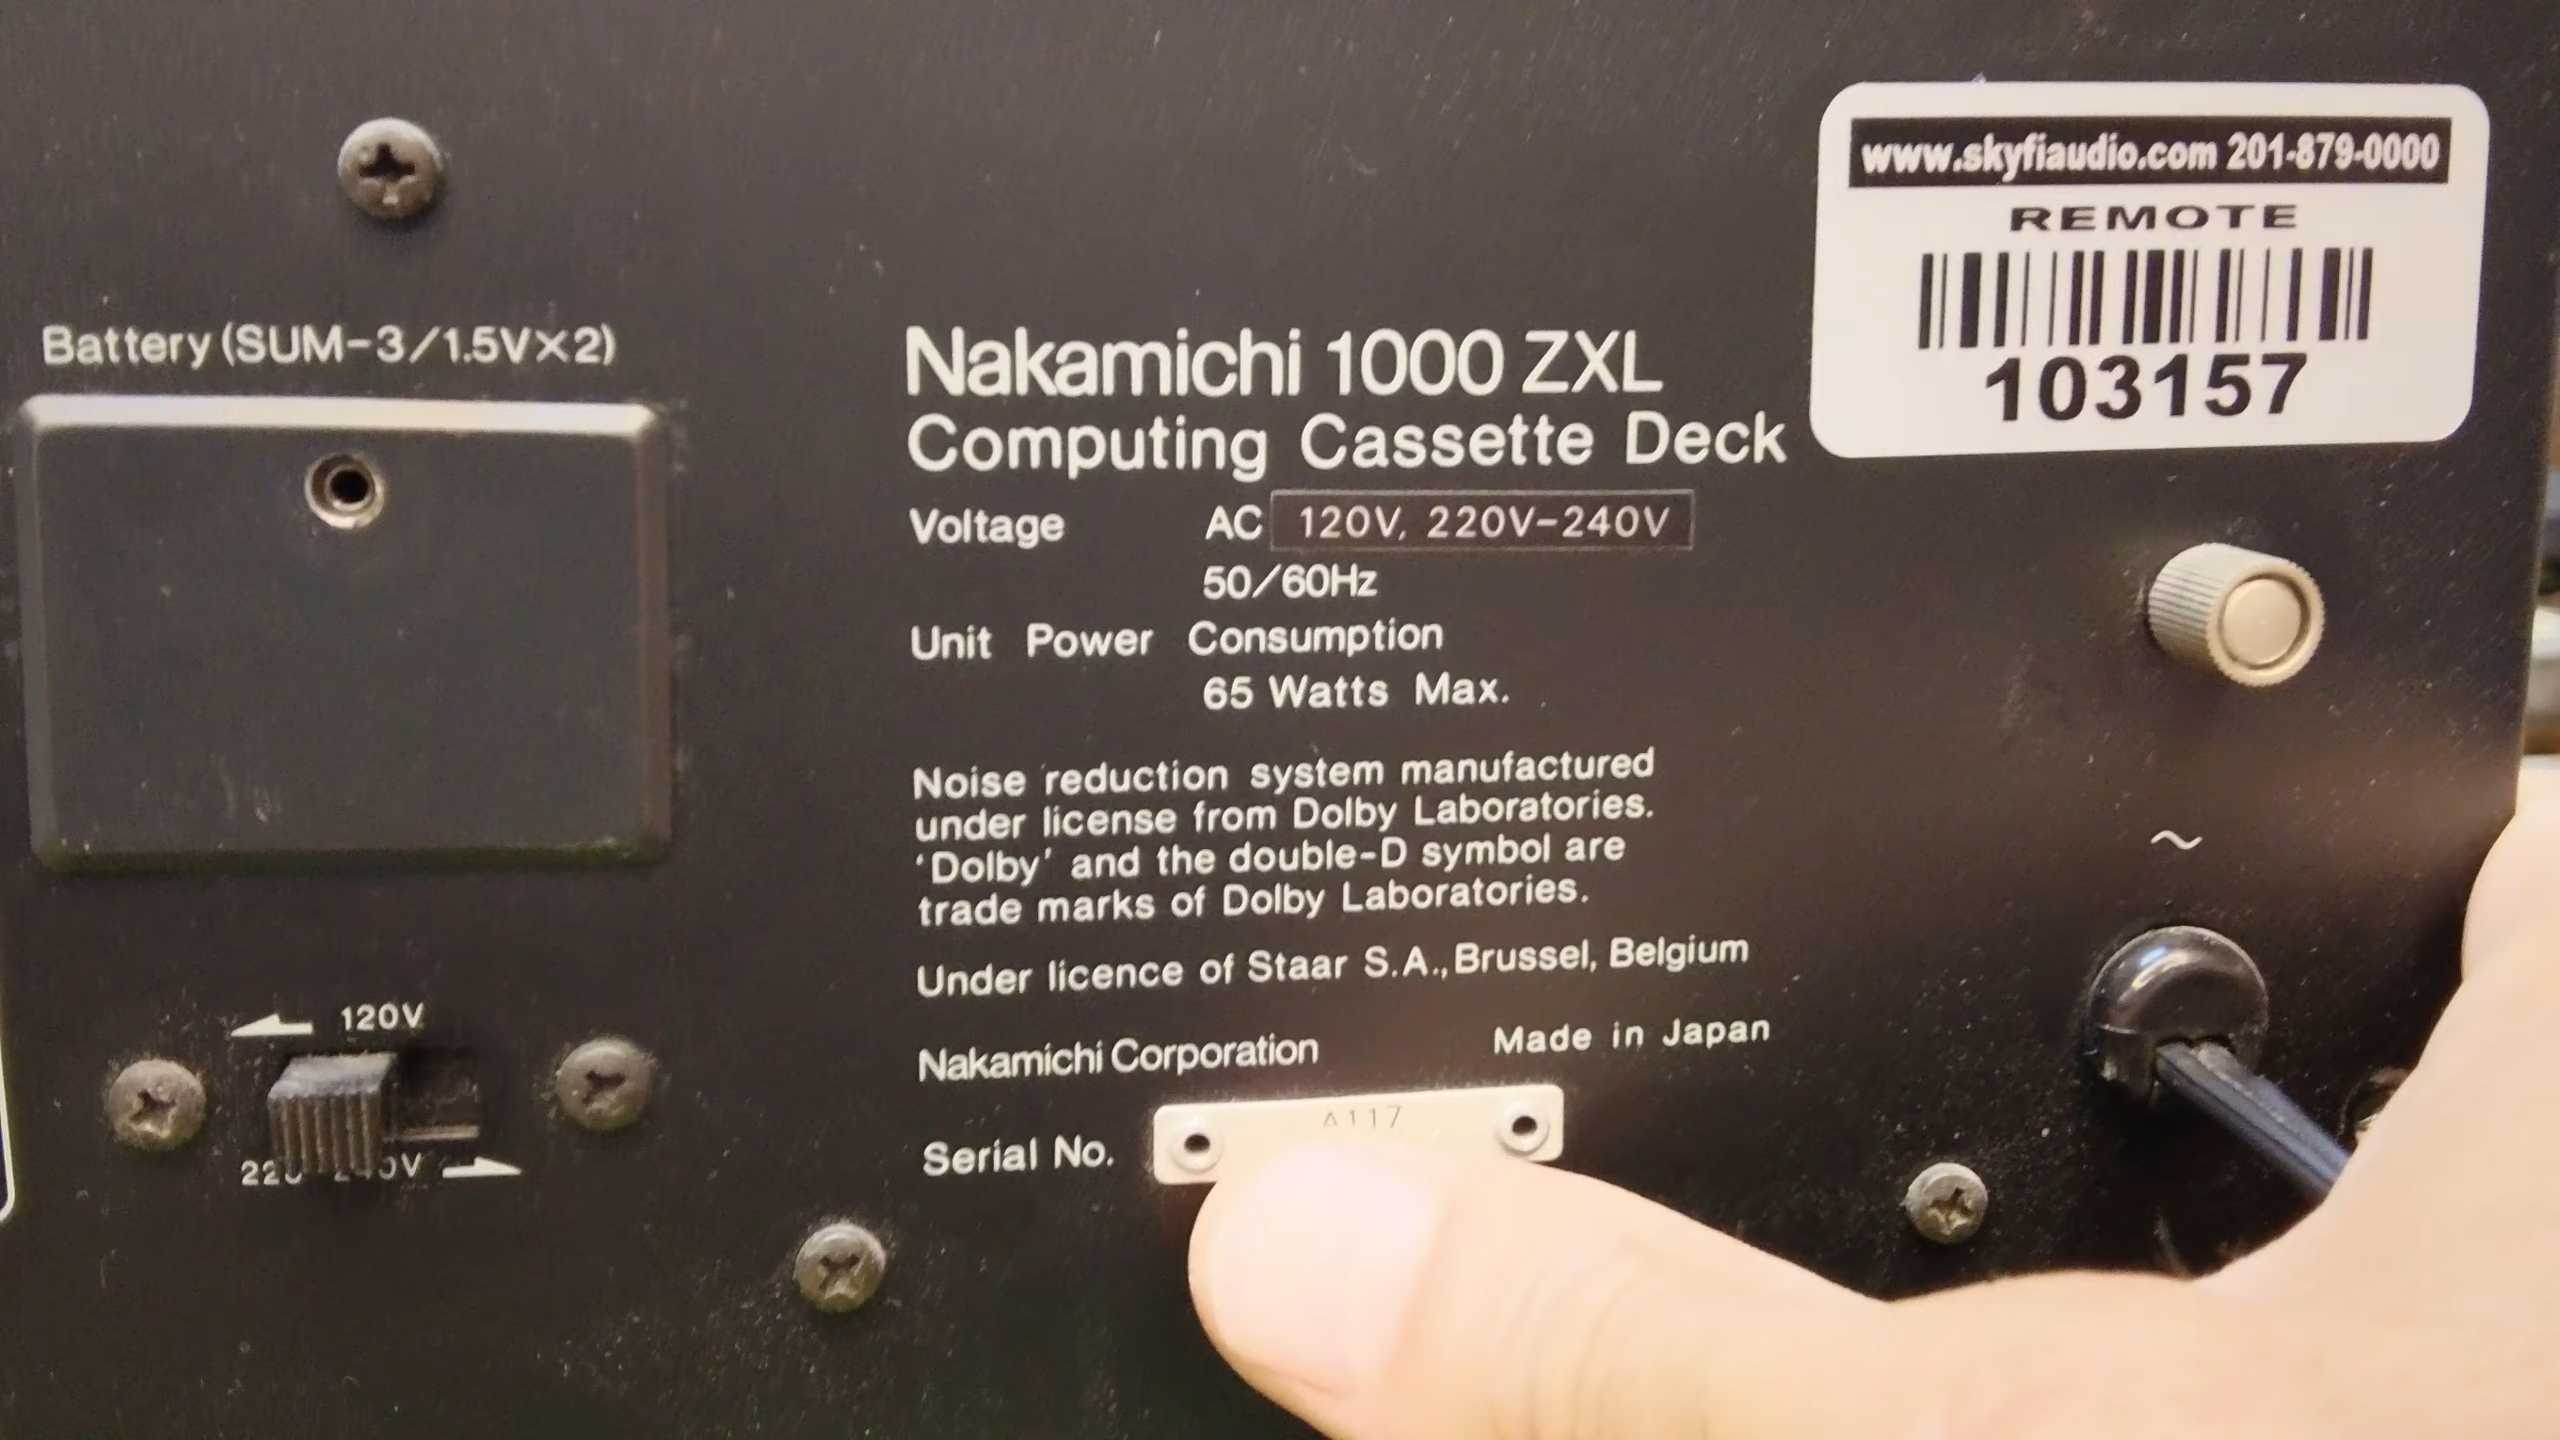 www.skyfiaudio.com 201-879-0000
REMOTE
103157
Battery (SUM-3/1.5V×2)
Nakamichi 1000 ZXL
Computing Cassette Deck
Voltage AC 120V, 220V-240V
50/60Hz
Unit Power Consumption
65 Watts Max.
Noise reduction system manufactured
under license from Dolby Laboratories.
'Dolby' and the double-D symbol are
trade marks of Dolby Laboratories.
Under licence of Staar S.A., Brussel, Belgium
Nakamichi Corporation Made in Japan
Serial No. A117
~
120V